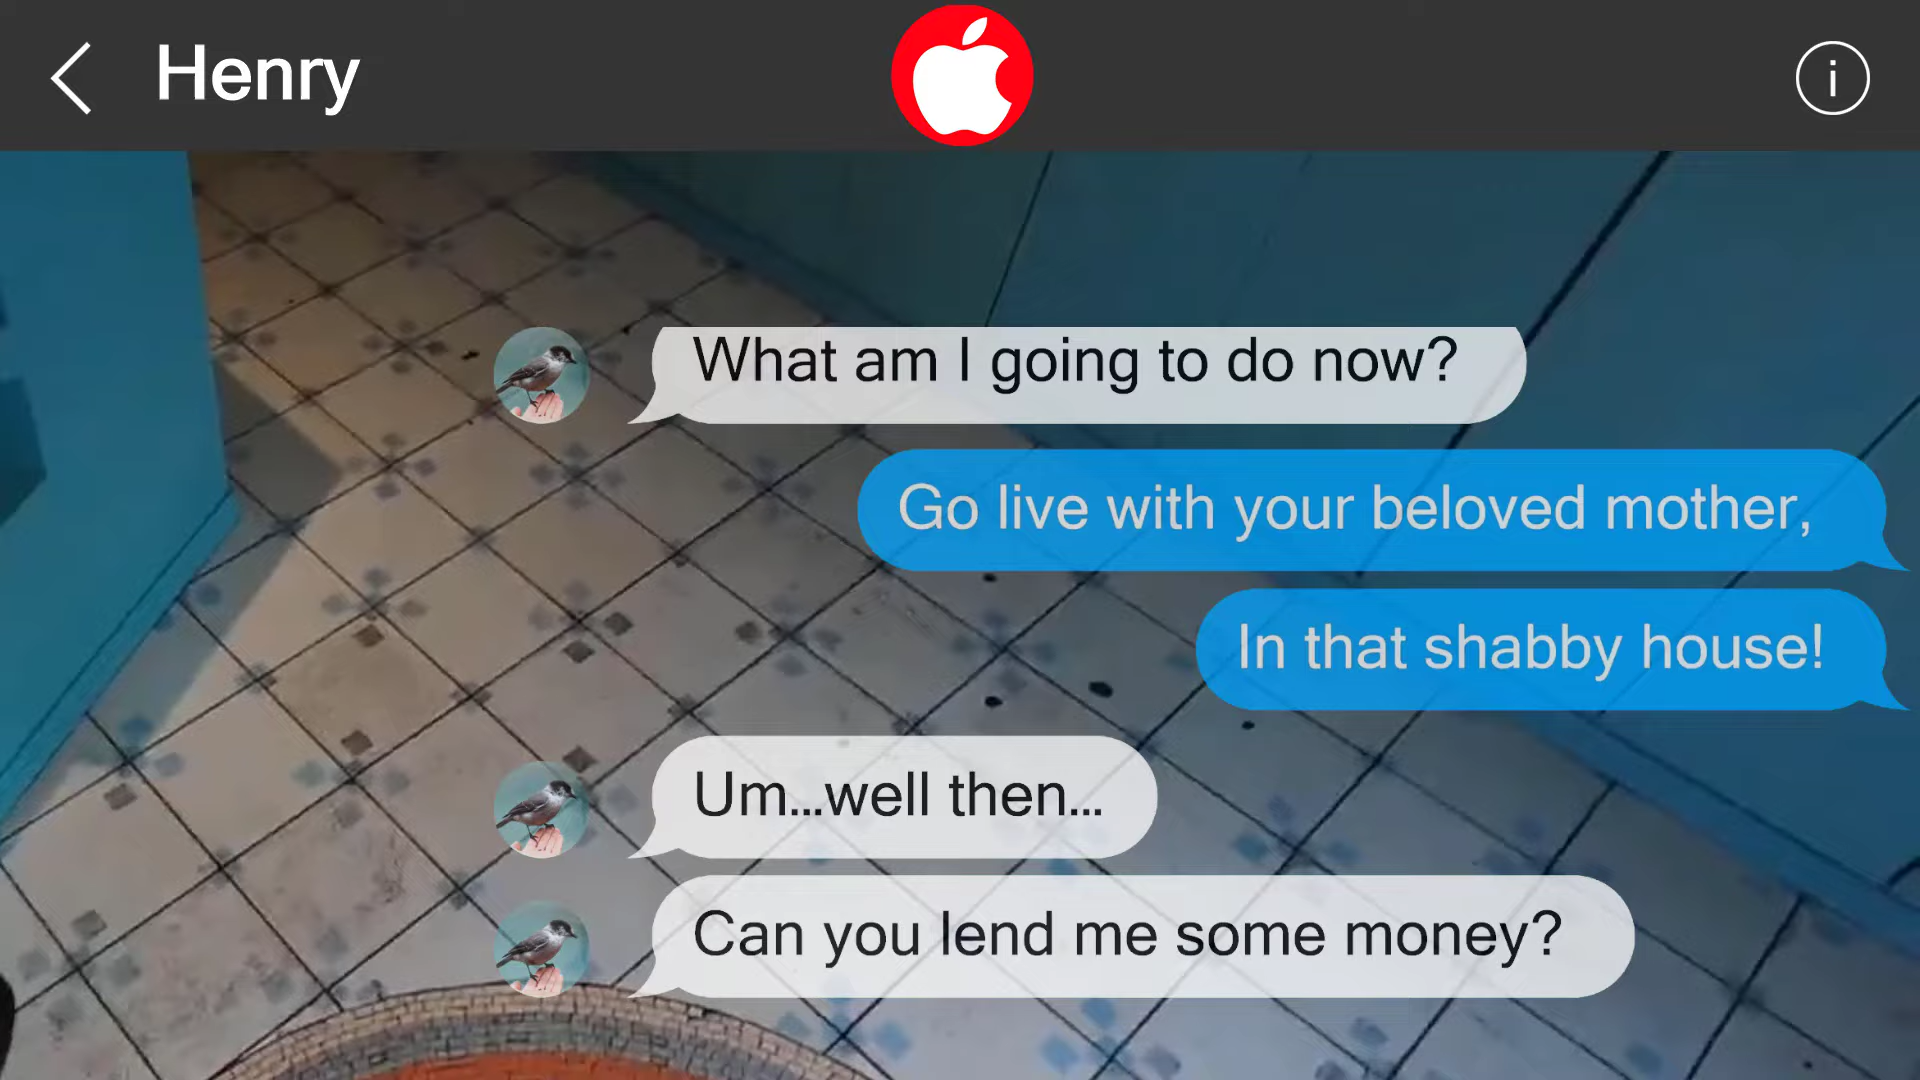 Henry
i
What am I going to do now?
Go live with your beloved mother,
In that shabby house!
Um...well then...
Can you lend me some money?